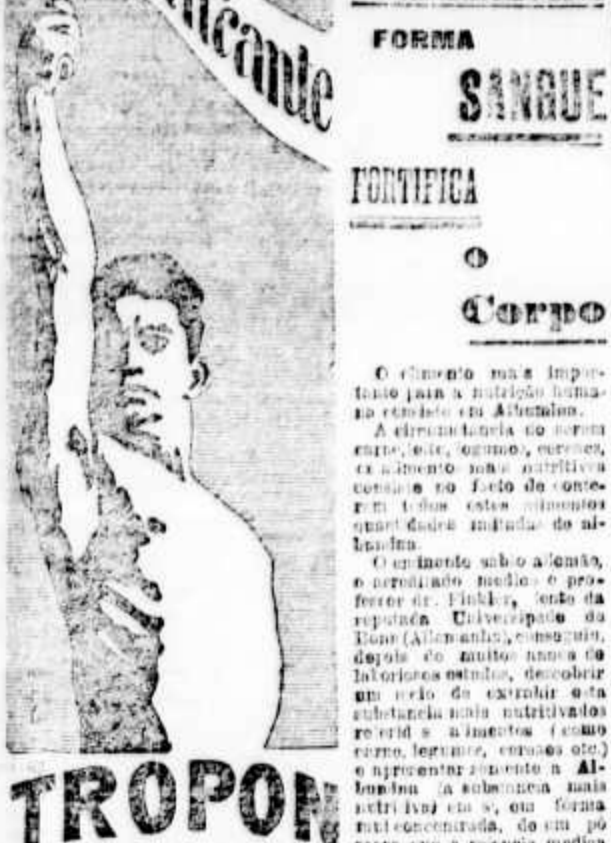 FORMA
SANGUE
FORTIFICA
O
Corpo
O elimento mais impor-
tante para a nutrição huma-
na consiste em Albumina.
A circumstancia do serem
carne, leite, legumes, cereaes,
os alimento mais nutritivos
consiste no facto de conte-
rem todos estes alimentos
quantidades de al-
bumina.
O eminente sabio allemão,
o acreditado medico e pro-
fessor dr. Finkler, lente da
reputada Universipade de
Bonn (Allemanha), conseguiu,
depois de muitos annos de
laboriosos estudos, descobrir
um meio de extrahir esta
substancia mais nutritiva dos
referidos alimentos (como
carne, legumes, cereaes etc.)
e apresentar somente a Al-
bumina (a substancia mais
nutritiva) em si, em forma
mui concentrada, de um pó
TROPON